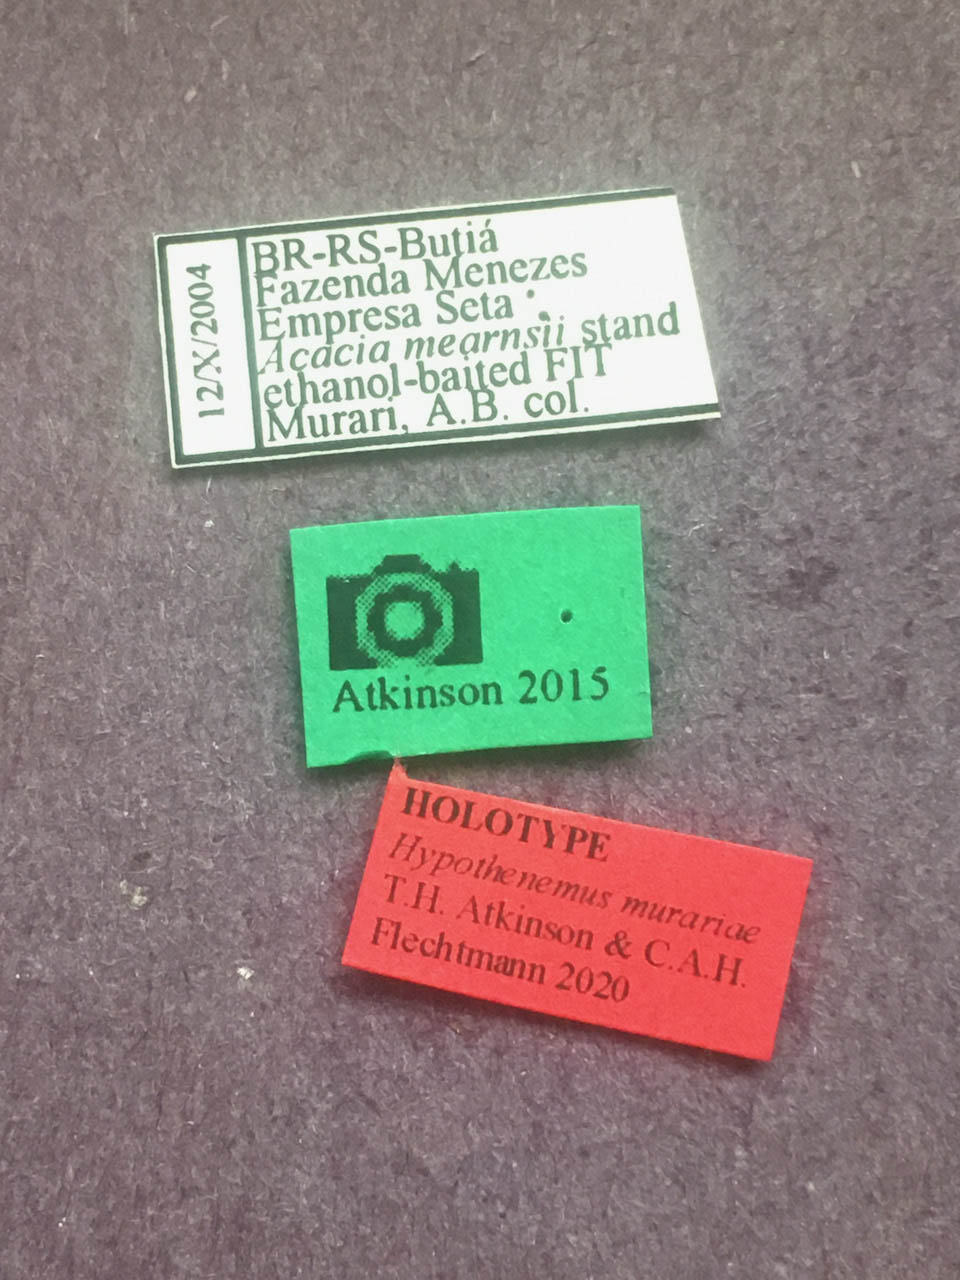 12/X/2004
BR-RS-Butiá
Fazenda Menezes
Empresa Seta
Acacia mearnsii stand
ethanol-baited FIT
Murari, A.B. col.
Atkinson 2015
HOLOTYPE
Hypothenemus murariae
T.H. Atkinson & C.A.H.
Flechtmann 2020